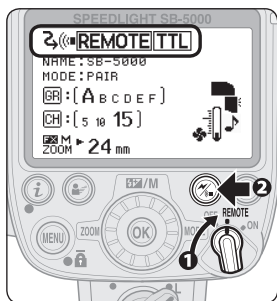 SPEEDLIGHT SB-5000
REMOTE TTL
NAME:SB-5000
MODE:PAIR
GR:(A B C D E F)
CH:(5 10 15)
FX M
ZOOM 24 mm
i
/M
2
OFF REMOTE
ON
1
MENU ZOOM OK MOD